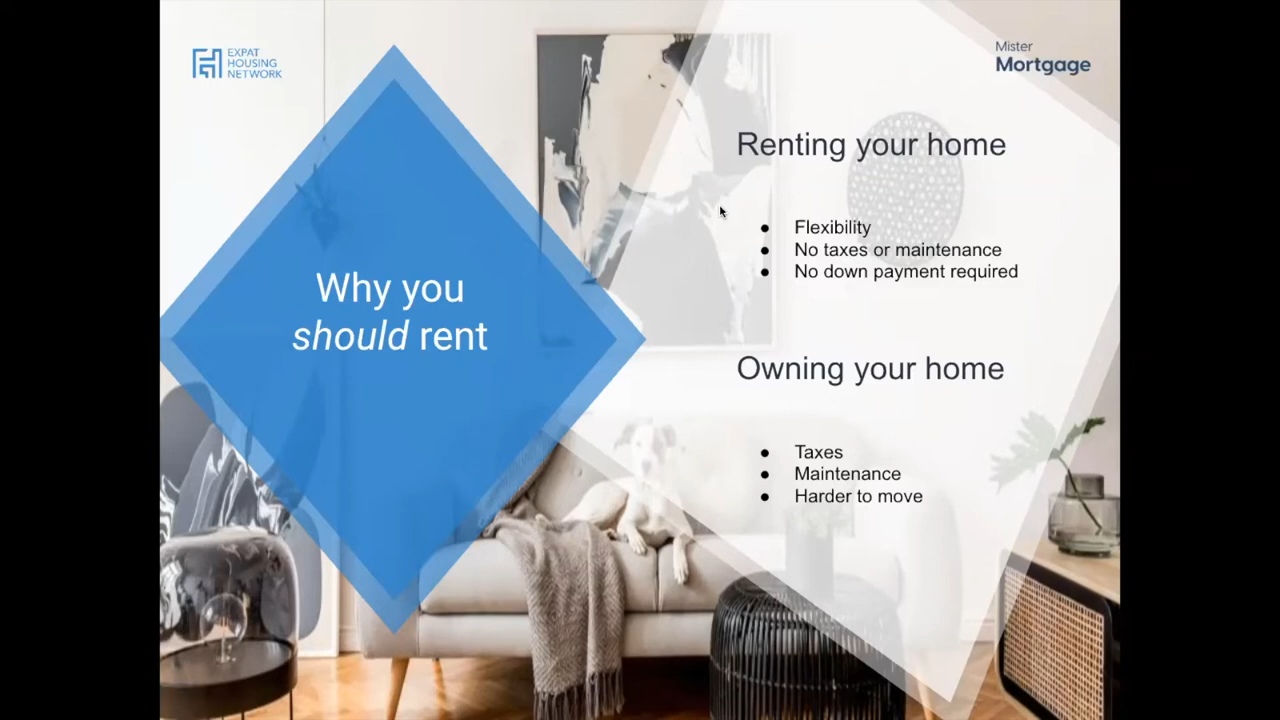 EXPAT
HOUSING
NETWORK
Mister
Mortgage
Why you
should rent
Renting your home
● Flexibility
● No taxes or maintenance
● No down payment required
Owning your home
● Taxes
● Maintenance
● Harder to move